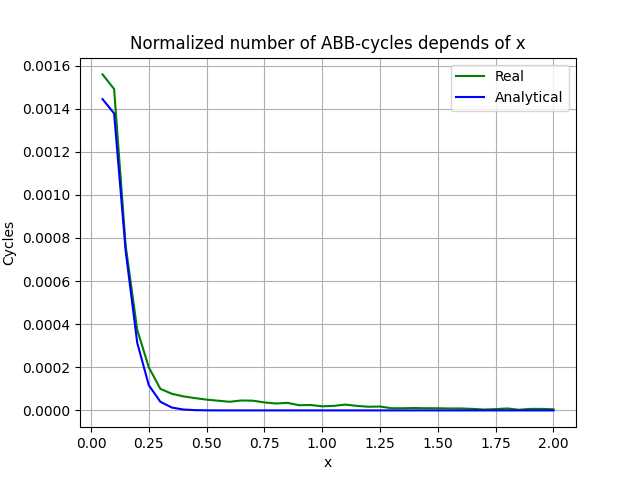 Normalized number of ABB-cycles depends of x
Real
Analytical
Cycles
0.0016
0.0014
0.0012
0.0010
0.0008
0.0006
0.0004
0.0002
0.0000
0.00 0.25 0.50 0.75 1.00 1.25 1.50 1.75 2.00
x